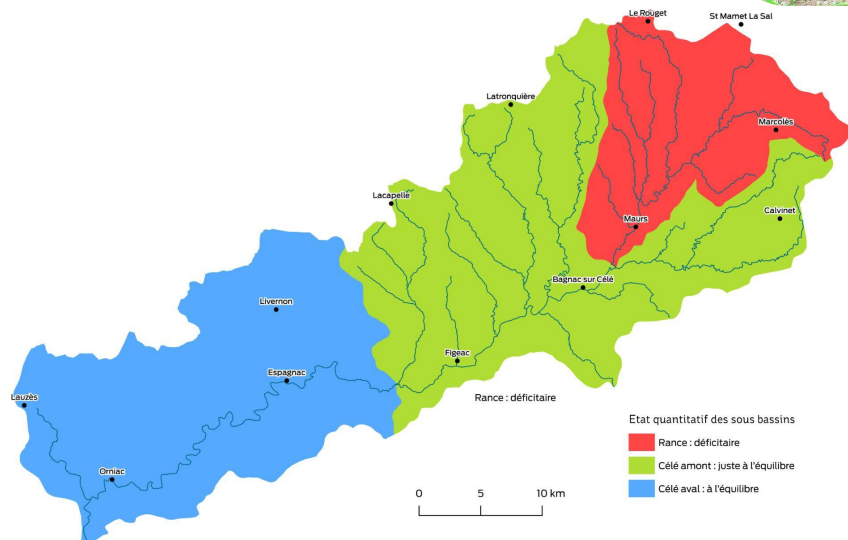 Le Rouget
St Mamet La Sal
Latronquière
Marcolès
Lacapelle
Calvinet
Maurs
Bagnac sur Célé
Livernon
Figeac
Espagnac
Rance : déficitaire
Lauzès
Orniac
Etat quantitatif des sous bassins
Rance : déficitaire
Célé amont : juste à l'équilibre
Célé aval : à l'équilibre
0 5 10 km